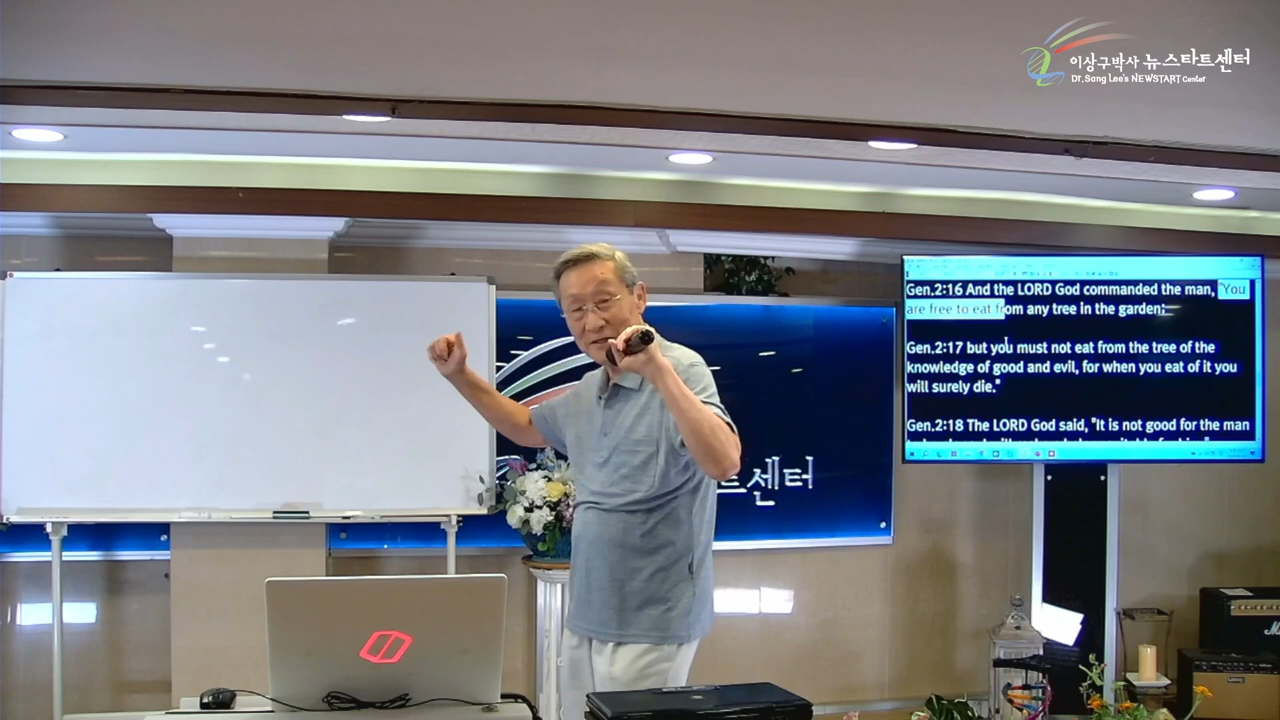 이상구박사 뉴스타트센터
Dr. Sang Lee's NEWSTART Center
Gen.2:16 And the LORD God commanded the man, "You
are free to eat from any tree in the garden;
Gen.2:17 but you must not eat from the tree of the
knowledge of good and evil, for when you eat of it you
will surely die."
Gen.2:18 The LORD God said, "It is not good for the man
트센터